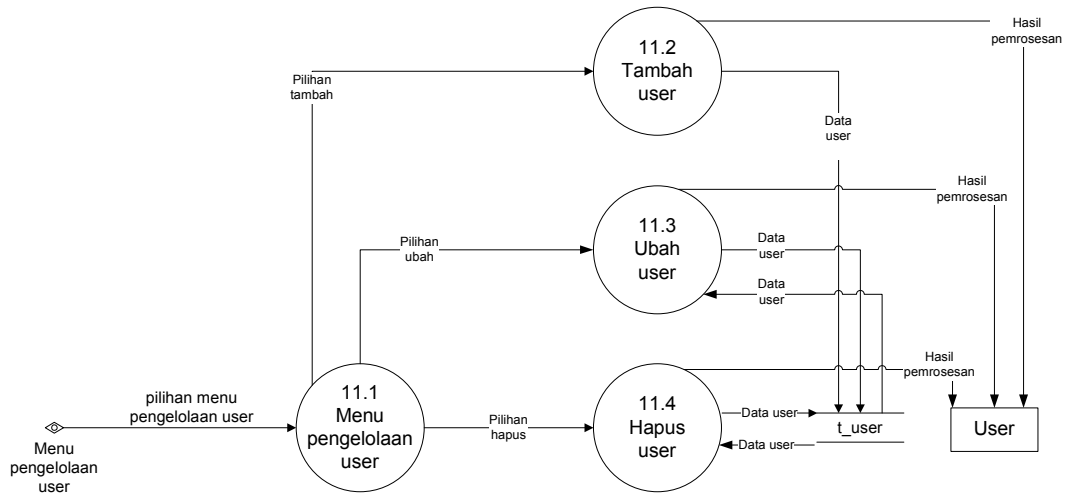 Hasil
pemrosesan
11.2
Tambah
user
Pilihan
tambah
Data
user
Hasil
pemrosesan
11.3
Ubah
user
Pilihan
ubah
Data
user
Data
user
Hasil
pemrosesan
11.1
Menu
pengelolaan
user
11.4
Hapus
user
pilihan menu
pengelolaan user
Pilihan
hapus
Data user
t_user
User
Data user
Menu
pengelolaan
user